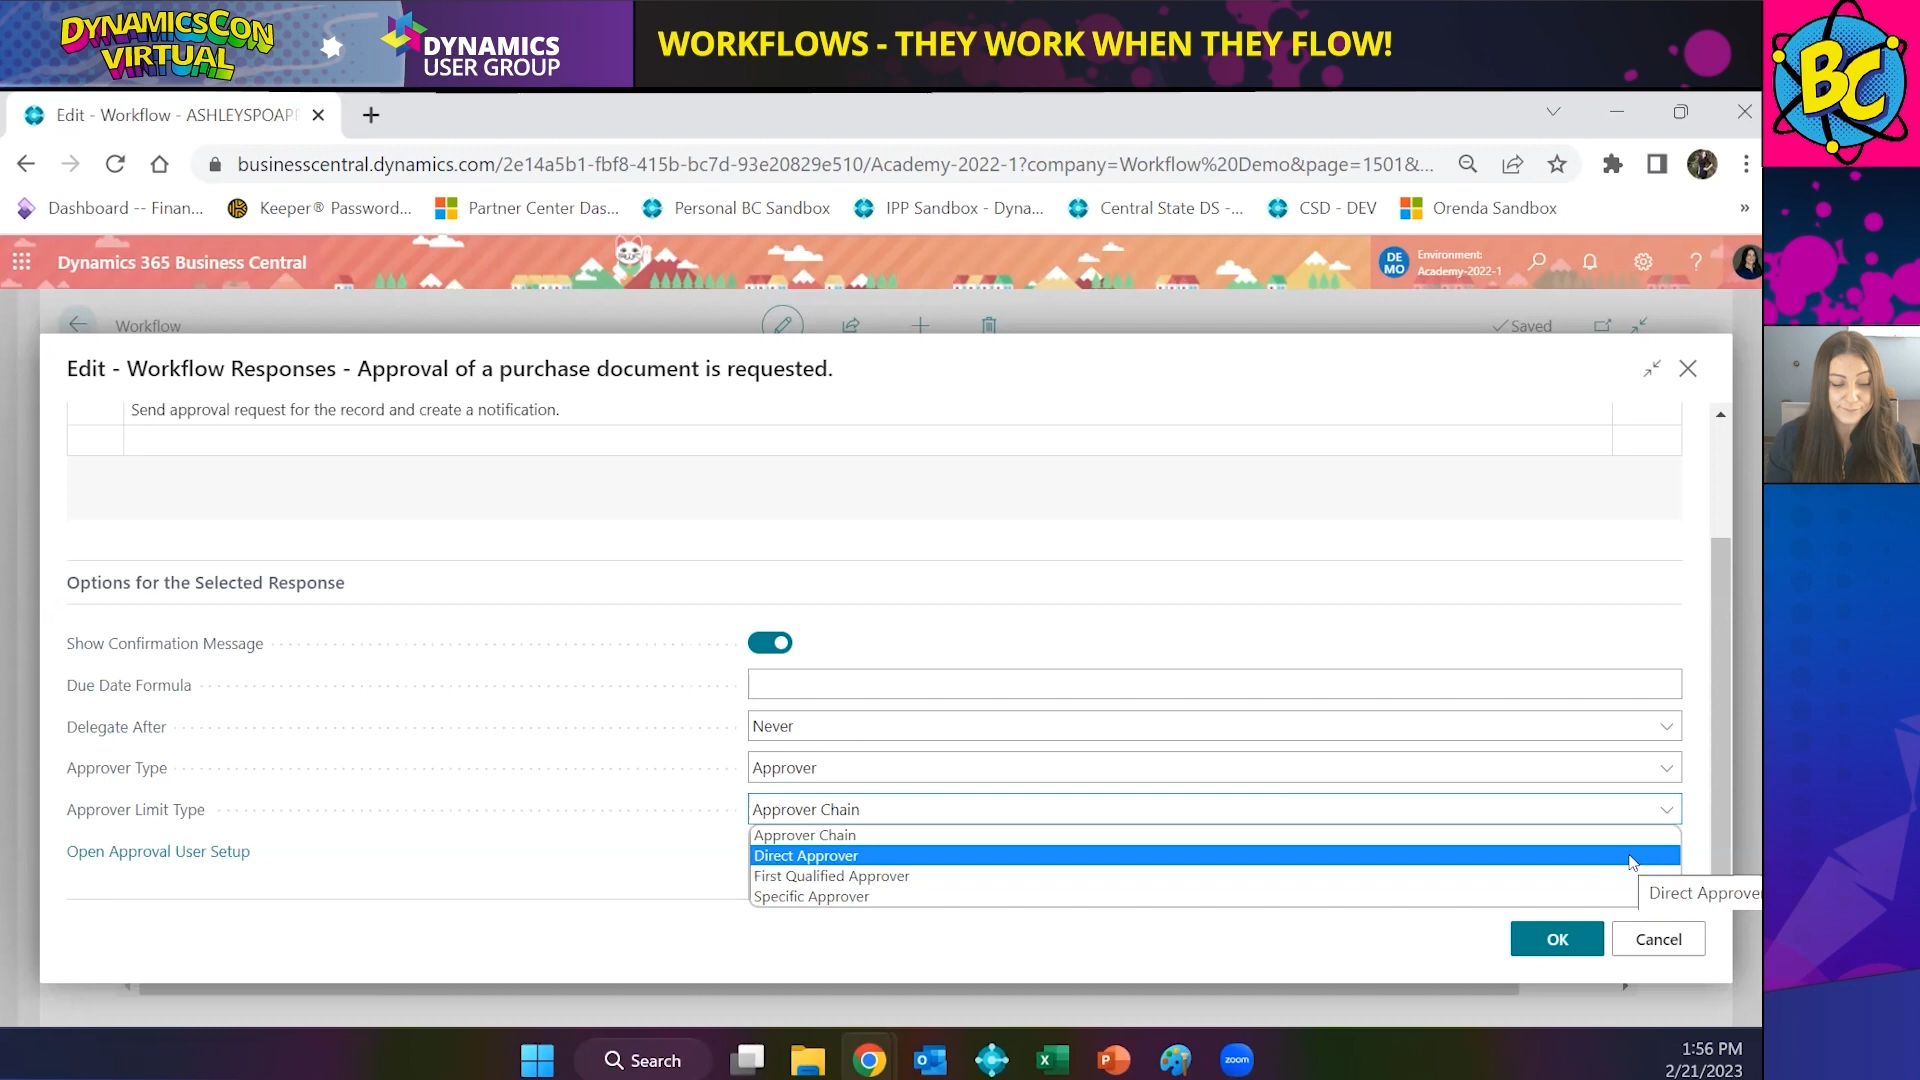 DYNAMICSCON
VIRTUAL
DYNAMICS
USER GROUP
WORKFLOWS - THEY WORK WHEN THEY FLOW!
BC
Edit - Workflow - ASHLEYSPOAPP
businesscentral.dynamics.com/2e14a5b1-fbf8-415b-bc7d-93e20829e510/Academy-2022-1?company=Workflow%20Demo&page=1501&...
Dashboard -- Finan...
Keeper® Password...
Partner Center Das...
Personal BC Sandbox
IPP Sandbox - Dyna...
Central State DS -...
CSD - DEV
Orenda Sandbox
»
Dynamics 365 Business Central
DE
MO
Environment:
Academy-2022-1
Workflow
Saved
Edit - Workflow Responses - Approval of a purchase document is requested.
Send approval request for the record and create a notification.
Options for the Selected Response
Show Confirmation Message
Due Date Formula
Delegate After
Never
Approver Type
Approver
Approver Limit Type
Approver Chain
Approver Chain
Open Approval User Setup
Direct Approver
First Qualified Approver
Specific Approver
Direct Approver
OK
Cancel
Search
zoom
1:56 PM
2/21/2023